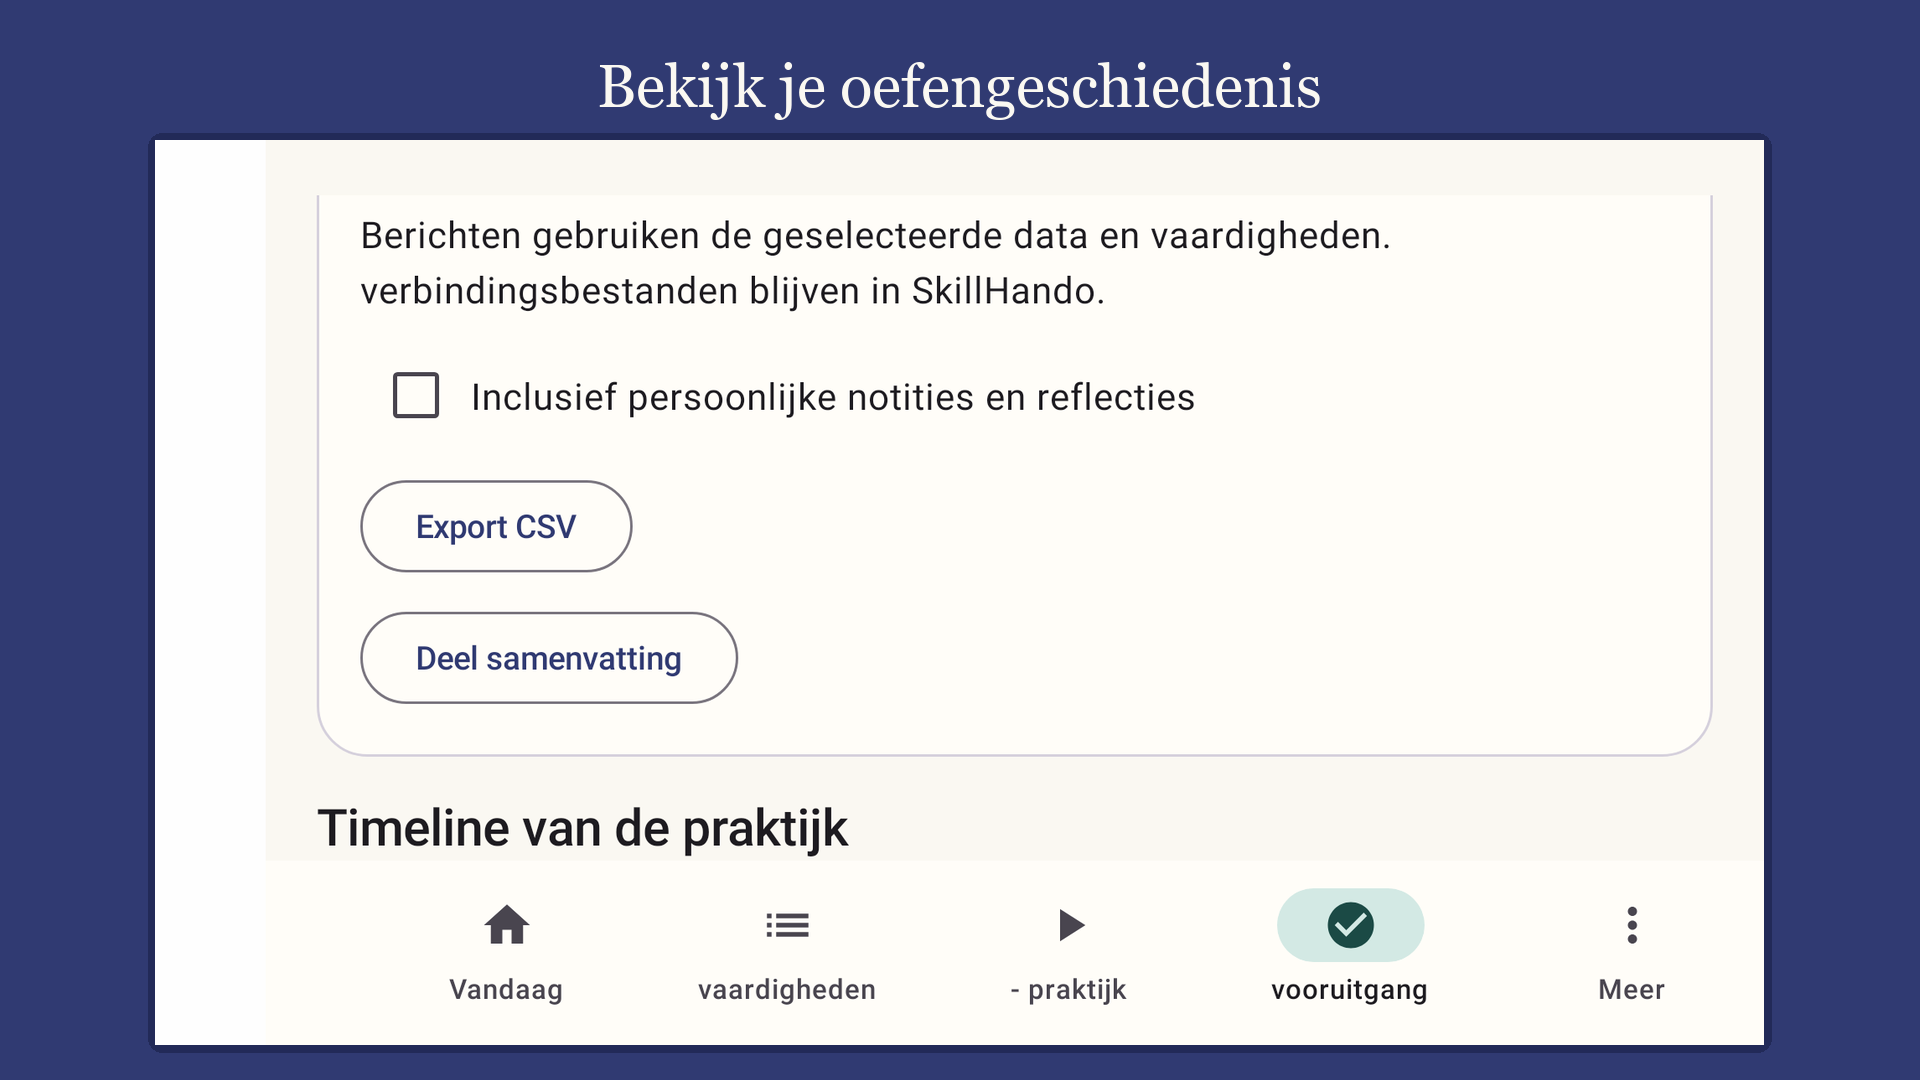 Bekijk je oefengeschiedenis
Berichten gebruiken de geselecteerde data en vaardigheden.
verbindingsbestanden blijven in SkillHando.
Inclusief persoonlijke notities en reflecties
Export CSV
Deel samenvatting
Timeline van de praktijk
Vandaag
vaardigheden
- praktijk
vooruitgang
Meer